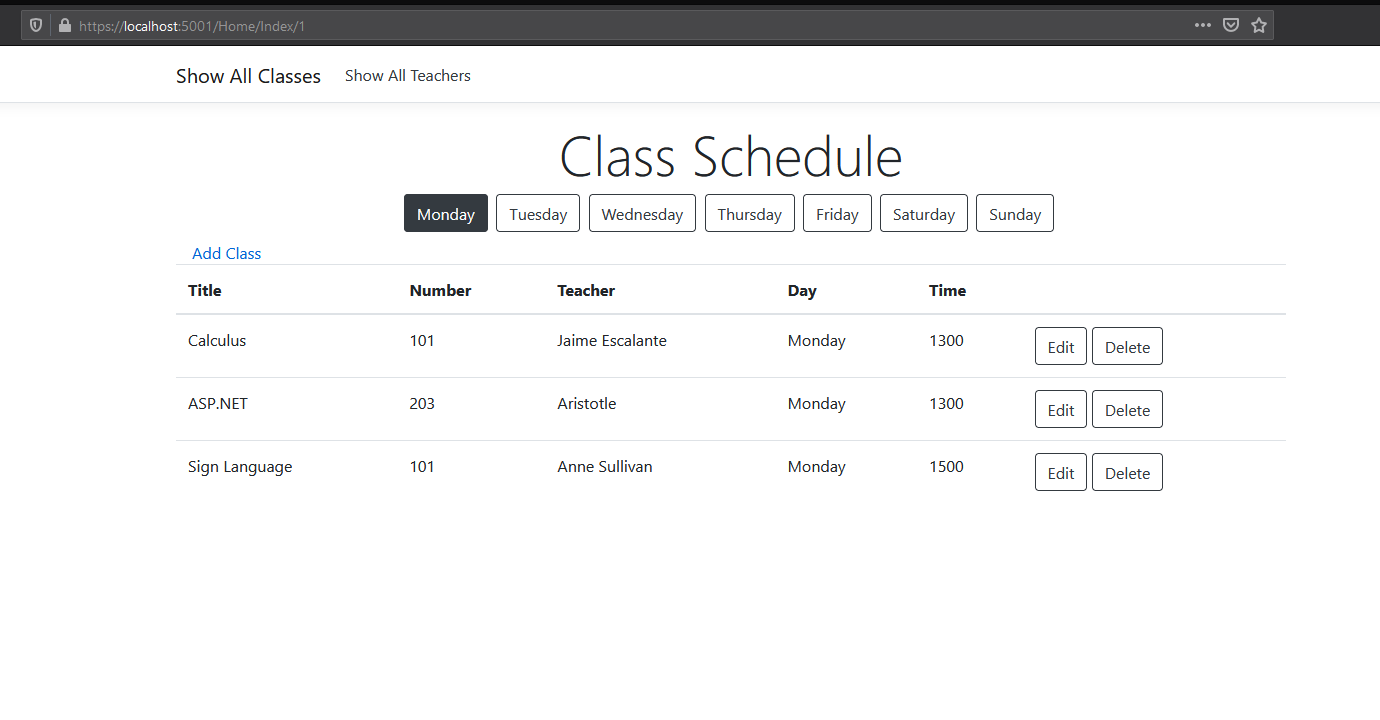 https://localhost:5001/Home/Index/1
Show All Classes Show All Teachers
Class Schedule
Monday Tuesday Wednesday Thursday Friday Saturday Sunday
Add Class
Title Number Teacher Day Time
Calculus 101 Jaime Escalante Monday 1300 Edit Delete
ASP.NET 203 Aristotle Monday 1300 Edit Delete
Sign Language 101 Anne Sullivan Monday 1500 Edit Delete